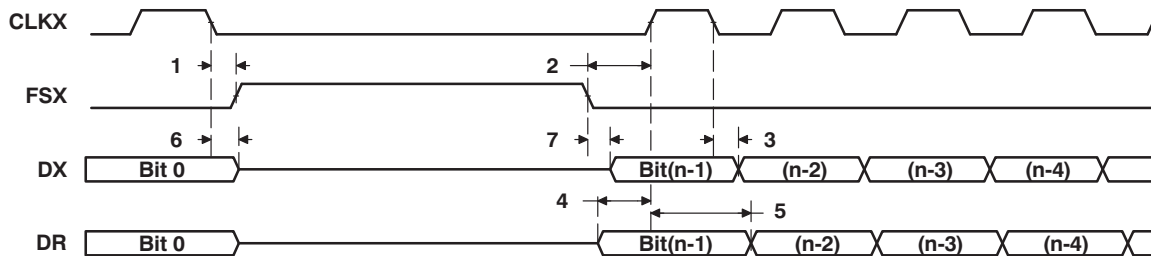 CLKX
1 2
FSX
6 7 3
DX Bit 0 Bit(n-1) (n-2) (n-3) (n-4)
4 5
DR Bit 0 Bit(n-1) (n-2) (n-3) (n-4)